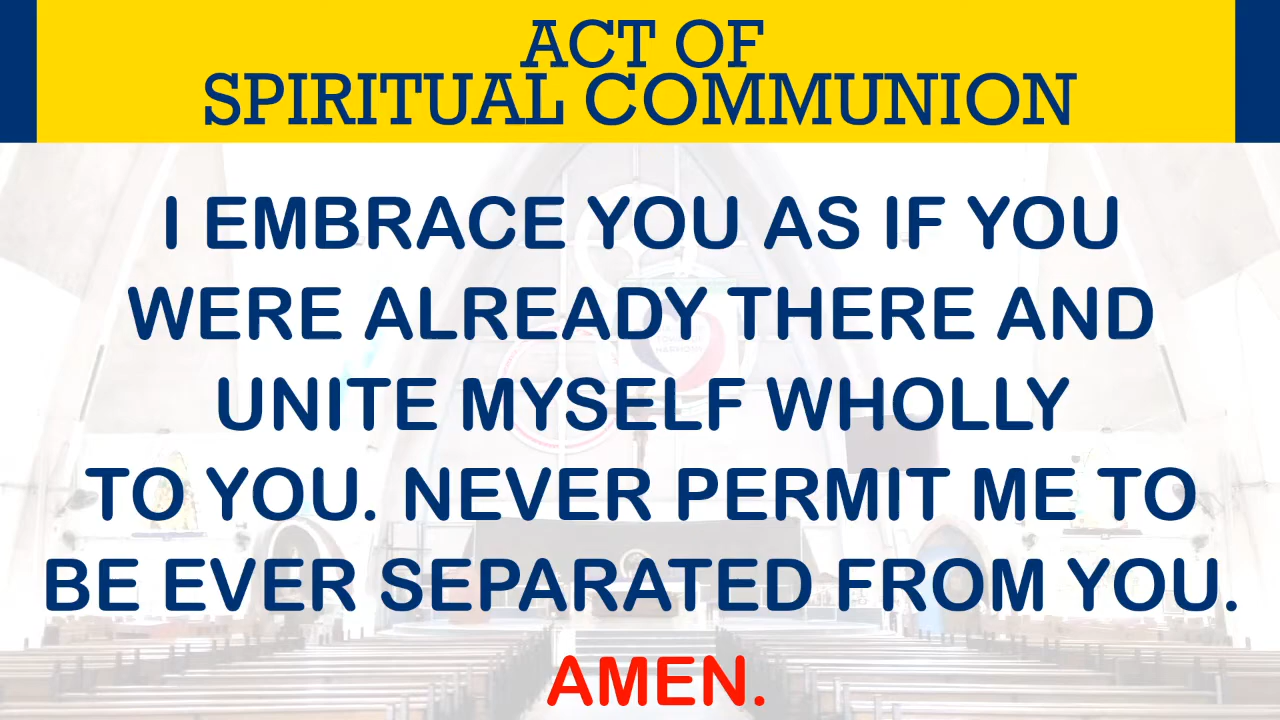 ACT OF
SPIRITUAL COMMUNION
I EMBRACE YOU AS IF YOU
WERE ALREADY THERE AND
UNITE MYSELF WHOLLY
TO YOU. NEVER PERMIT ME TO
BE EVER SEPARATED FROM YOU.
AMEN.